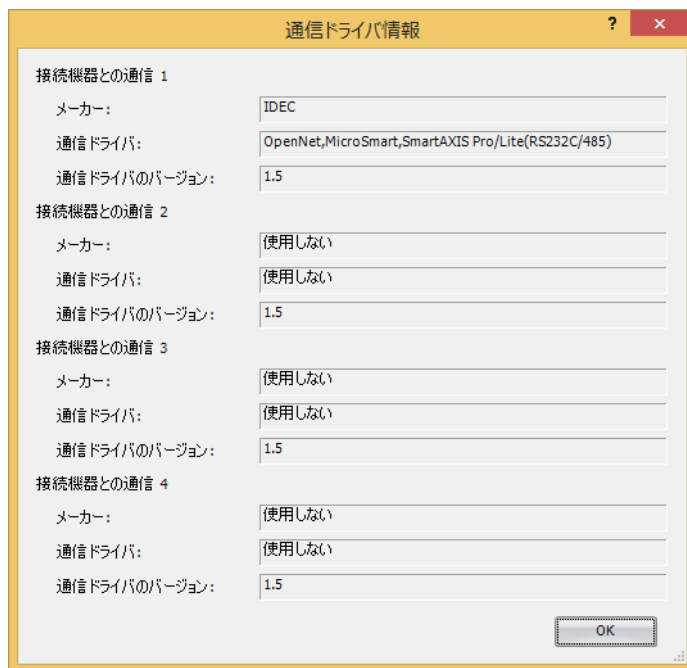 通信ドライバ情報
? ×
接続機器との通信 1
メーカー: IDEC
通信ドライバ: OpenNet,MicroSmart,SmartAXIS Pro/Lite(RS232C/485)
通信ドライバのバージョン: 1.5
接続機器との通信 2
メーカー: 使用しない
通信ドライバ: 使用しない
通信ドライバのバージョン: 1.5
接続機器との通信 3
メーカー: 使用しない
通信ドライバ: 使用しない
通信ドライバのバージョン: 1.5
接続機器との通信 4
メーカー: 使用しない
通信ドライバ: 使用しない
通信ドライバのバージョン: 1.5
OK